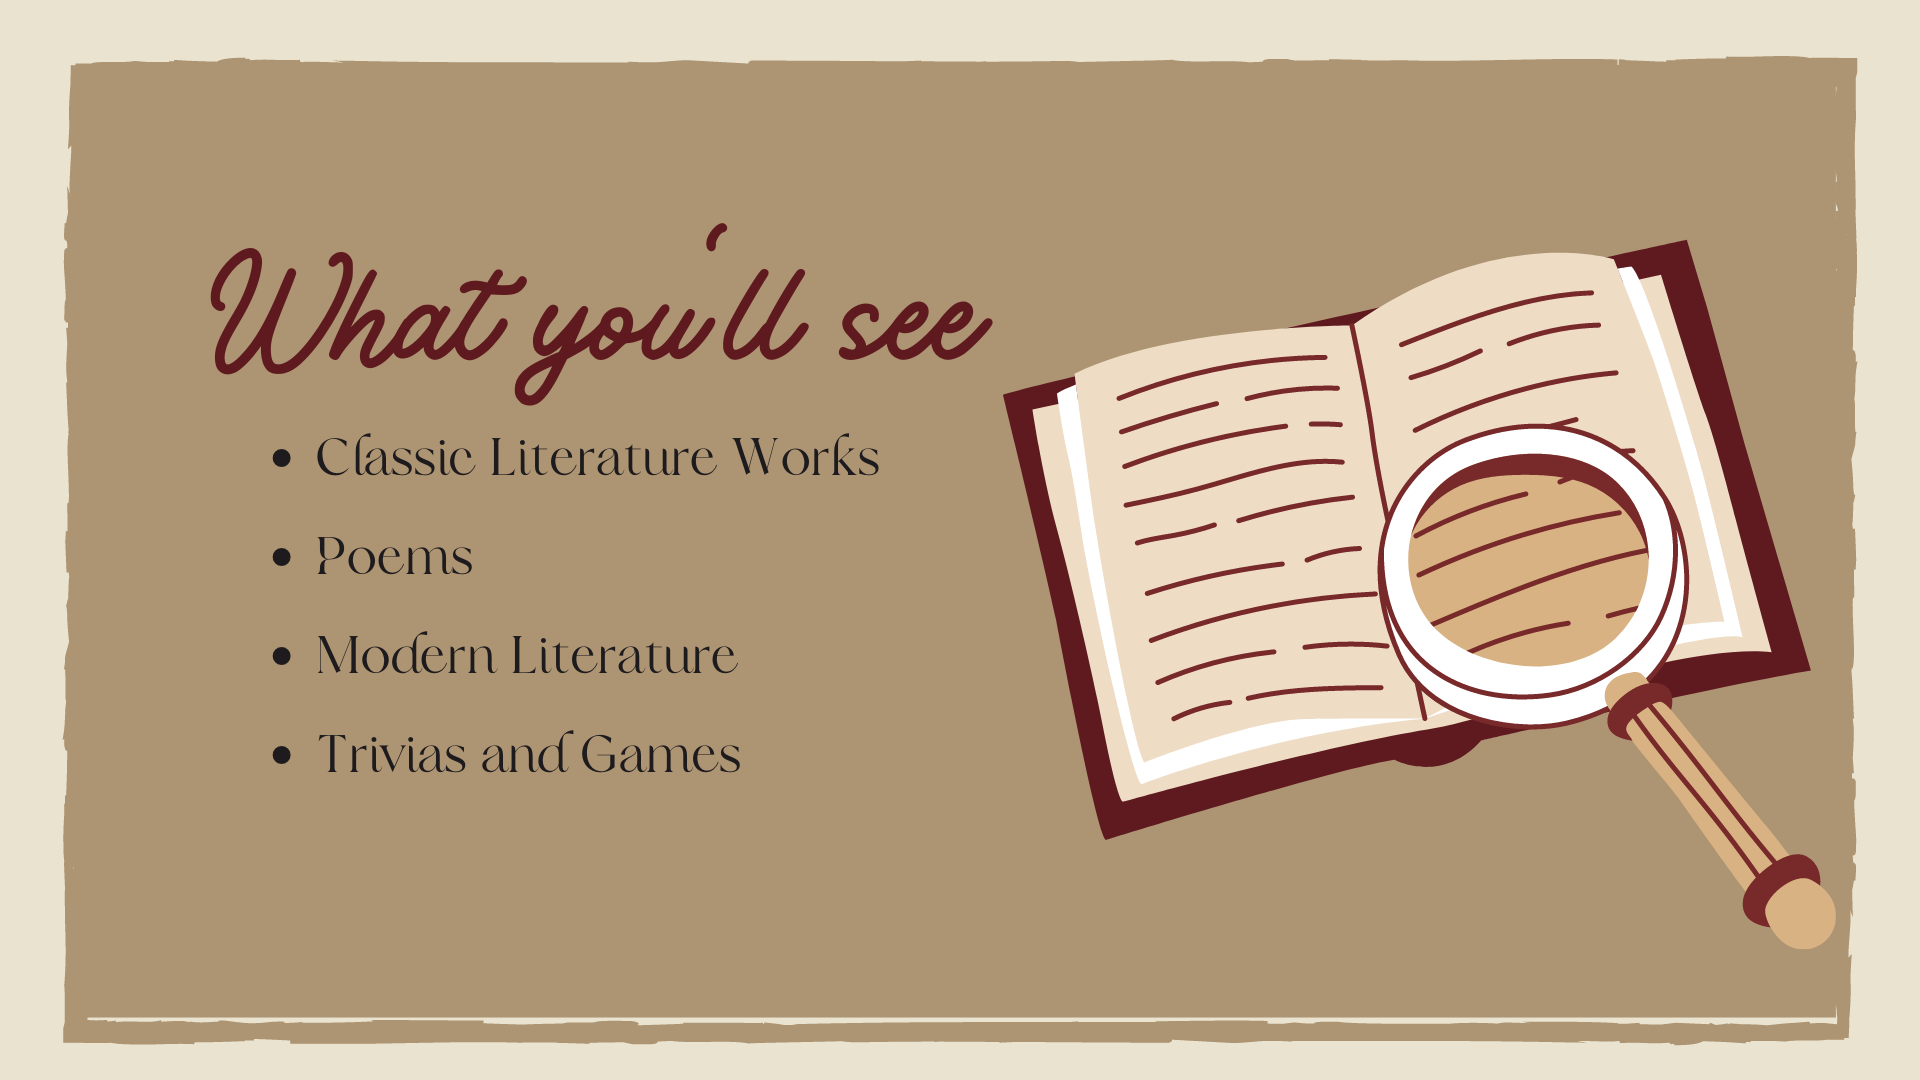 What you'll see
• Classic Literature Works
• Poems
• Modern Literature
• Trivias and Games